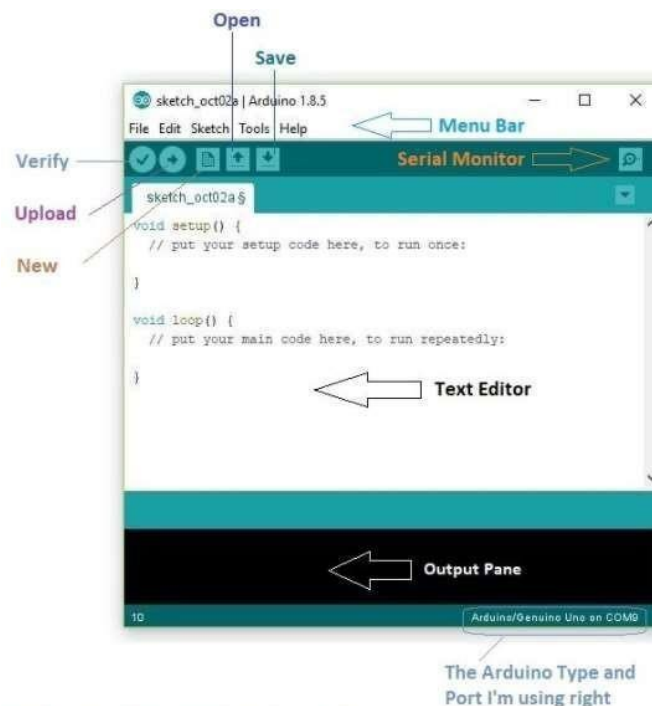 Open
Save
sketch_oct02a | Arduino 1.8.5
File Edit Sketch Tools Help
Menu Bar
Verify
Serial Monitor
sketch_oct02a §
Upload
void setup() {
// put your setup code here, to run once:
New
}
void loop() {
// put your main code here, to run repeatedly:
}
Text Editor
Output Pane
10
Arduino/Genuino Uno on COM9
The Arduino Type and
Port I'm using right